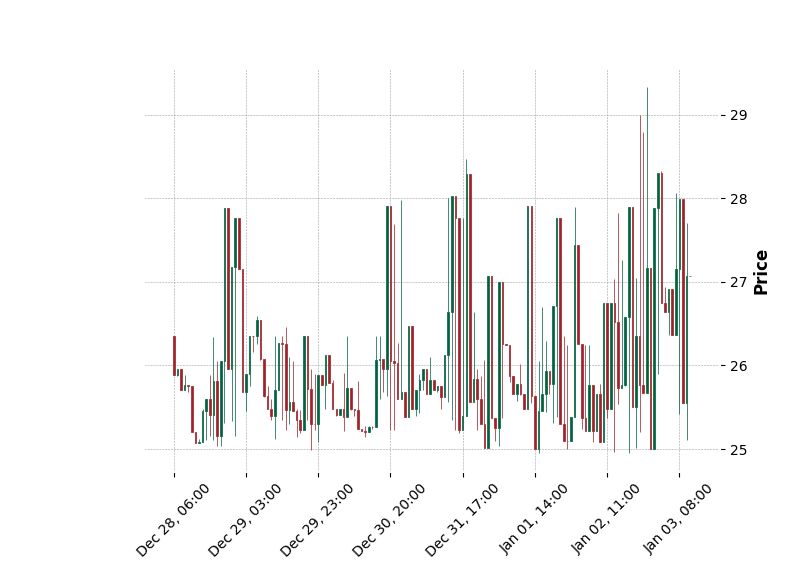 29
28
27
26
25
Price
Dec 28, 06:00
Dec 29, 03:00
Dec 29, 23:00
Dec 30, 20:00
Dec 31, 17:00
Jan 01, 14:00
Jan 02, 11:00
Jan 03, 08:00